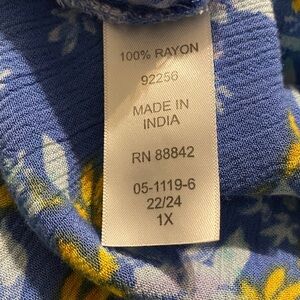 100% RAYON
92256
MADE IN
INDIA
RN 88842
05-1119-6
22/24
1X